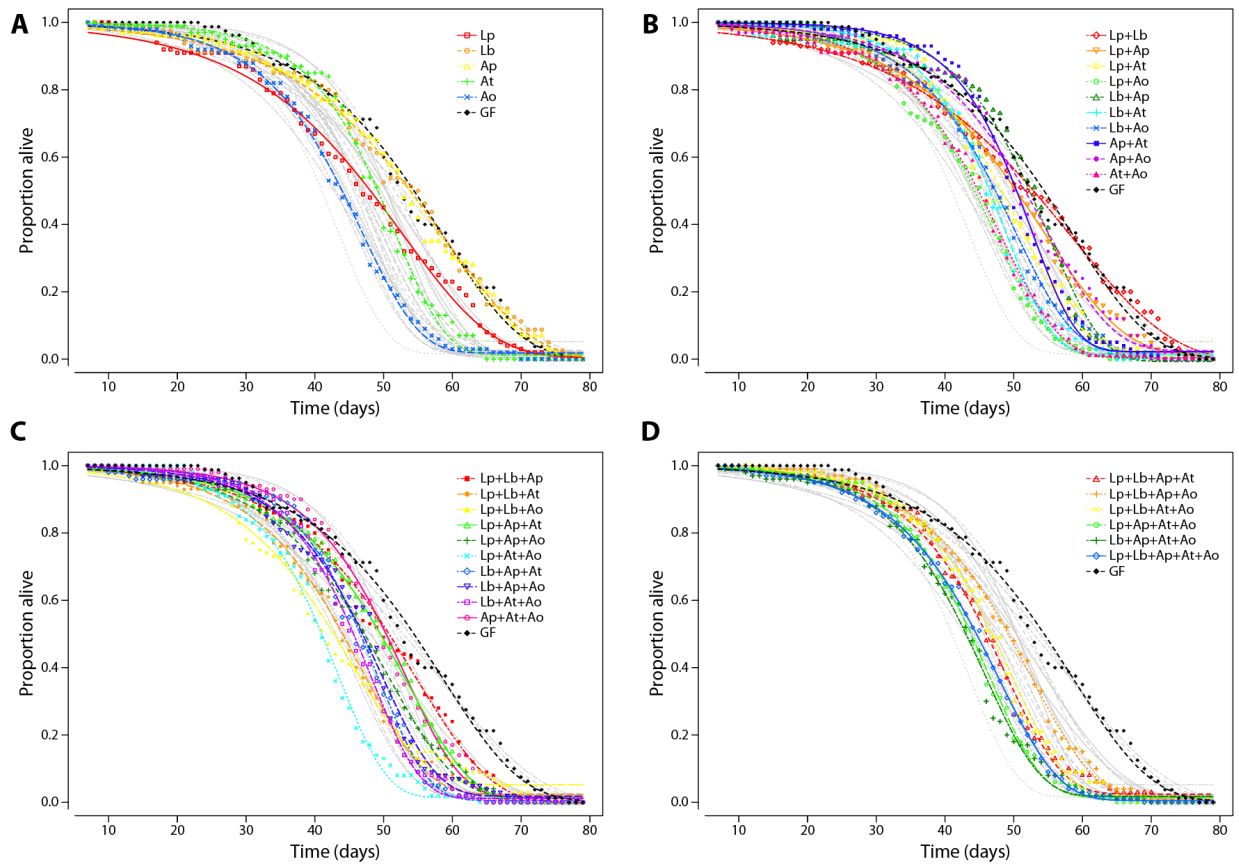 A
1.0
0.8
0.6
0.4
0.2
0.0
Proportion alive
10 20 30 40 50 60 70 80
Time (days)
Lp
Lb
Ap
At
Ao
GF
B
1.0
0.8
0.6
0.4
0.2
0.0
Proportion alive
10 20 30 40 50 60 70 80
Time (days)
Lp+Lb
Lp+Ap
Lp+At
Lp+Ao
Lb+Ap
Lb+At
Lb+Ao
Ap+At
Ap+Ao
At+Ao
GF
C
1.0
0.8
0.6
0.4
0.2
0.0
Proportion alive
10 20 30 40 50 60 70 80
Time (days)
Lp+Lb+Ap
Lp+Lb+At
Lp+Lb+Ao
Lp+Ap+At
Lp+Ap+Ao
Lp+At+Ao
Lb+Ap+At
Lb+Ap+Ao
Lb+At+Ao
Ap+At+Ao
GF
D
1.0
0.8
0.6
0.4
0.2
0.0
Proportion alive
10 20 30 40 50 60 70 80
Time (days)
Lp+Lb+Ap+At
Lp+Lb+Ap+Ao
Lp+Lb+At+Ao
Lp+Ap+At+Ao
Lb+Ap+At+Ao
Lp+Lb+Ap+At+Ao
GF